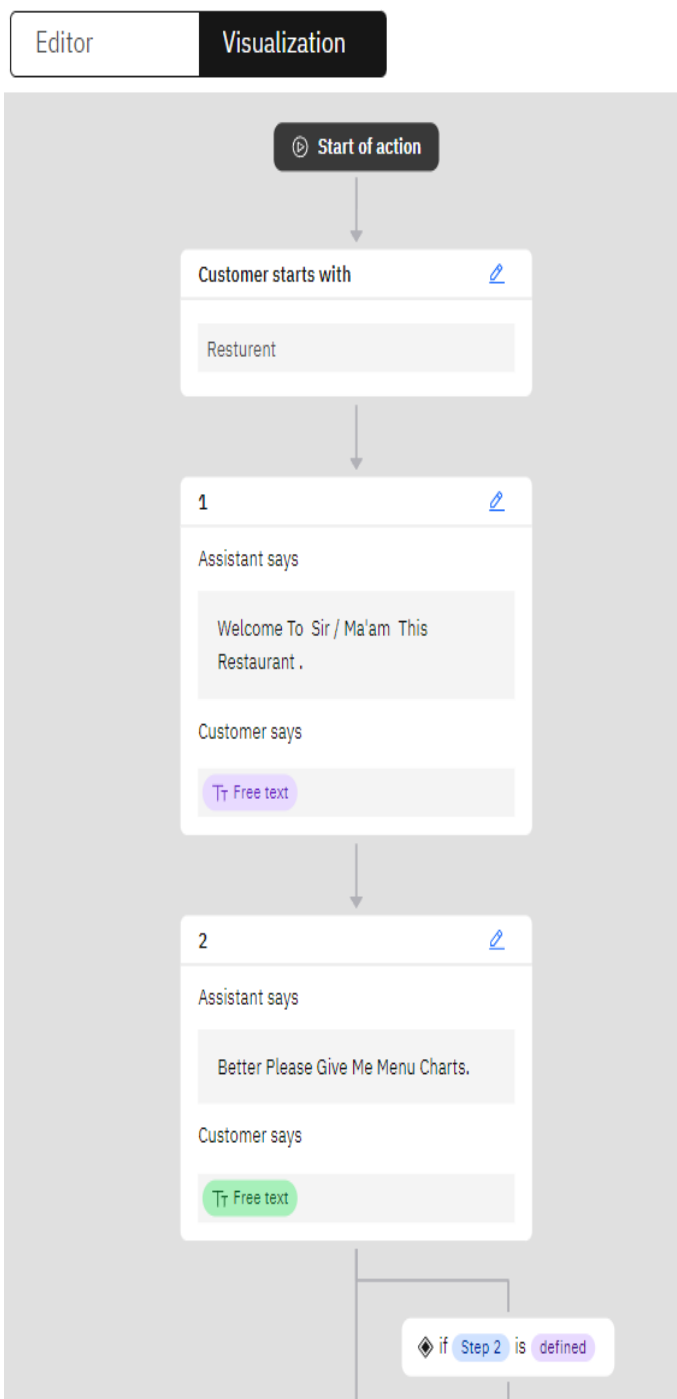 Editor
Visualization
Start of action
Customer starts with
Resturent
1
Assistant says
Welcome To Sir / Ma'am This
Restaurant .
Customer says
Free text
2
Assistant says
Better Please Give Me Menu Charts.
Customer says
Free text
if Step 2 is defined